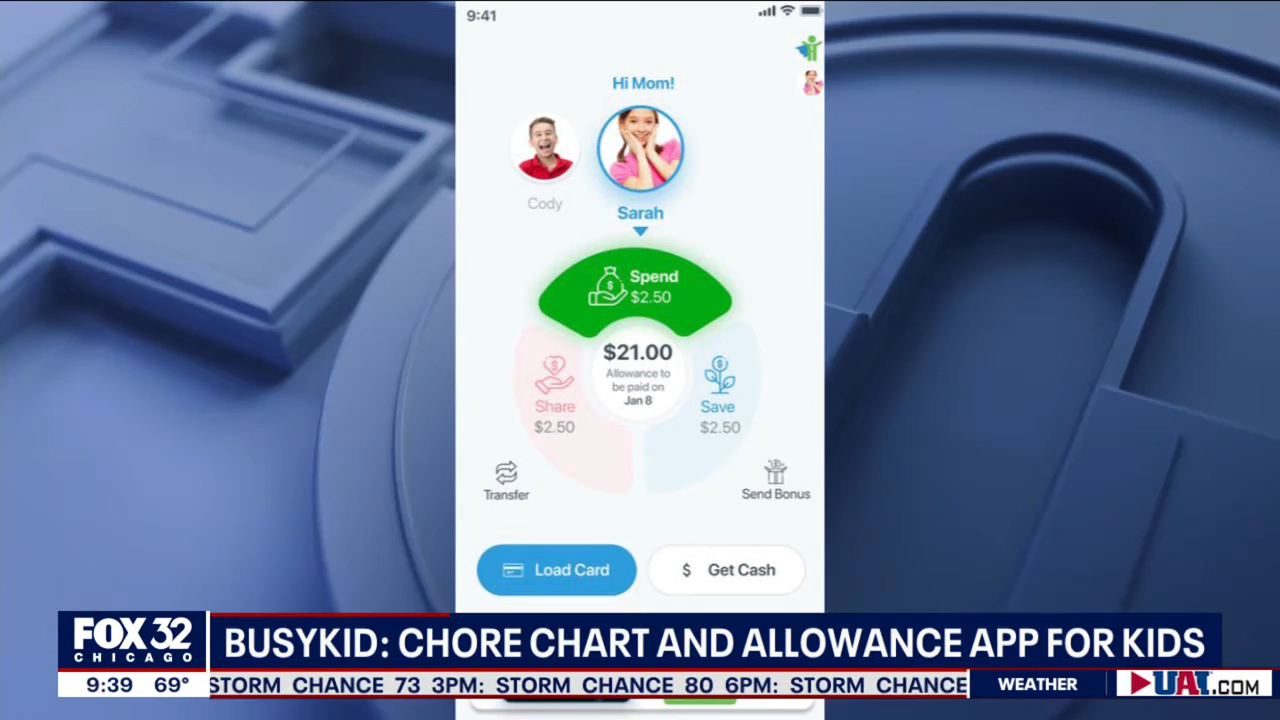 9:41
Hi Mom!
Cody
Sarah
Spend
$2.50
$21.00
Allowance to
be paid on
Jan 8
Share
$2.50
Save
$2.50
Transfer
Send Bonus
Load Card
$ Get Cash
FOX 32
CHICAGO
BUSYKID: CHORE CHART AND ALLOWANCE APP FOR KIDS
9:39 69°
STORM CHANCE 73 3PM: STORM CHANCE 80 6PM: STORM CHANCE
WEATHER
.COM